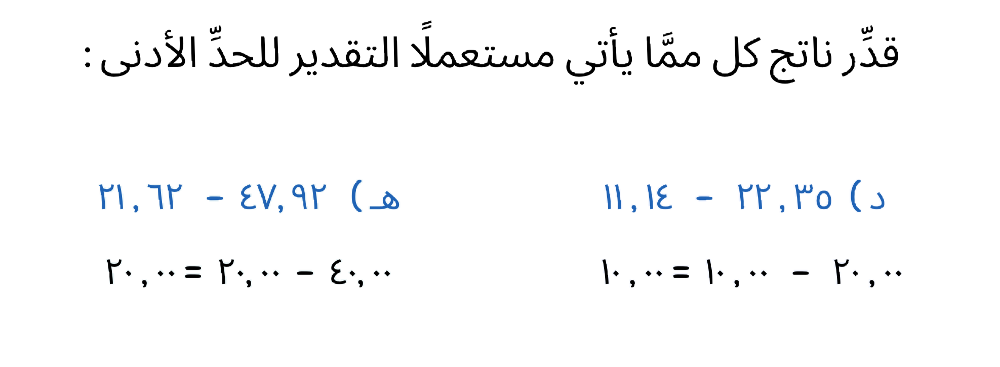 قدِّر ناتج كل ممَّا يأتي مستعملًا التقدير للحدِّ الأدنى :
د) ٢٢,٣٥ - ١١,١٤
هـ) ٤٧,٩٢ - ٢١,٦٢
٢٠,٠٠ - ١٠,٠٠ = ١٠,٠٠
٤٠,٠٠ - ٢٠,٠٠ = ٢٠,٠٠